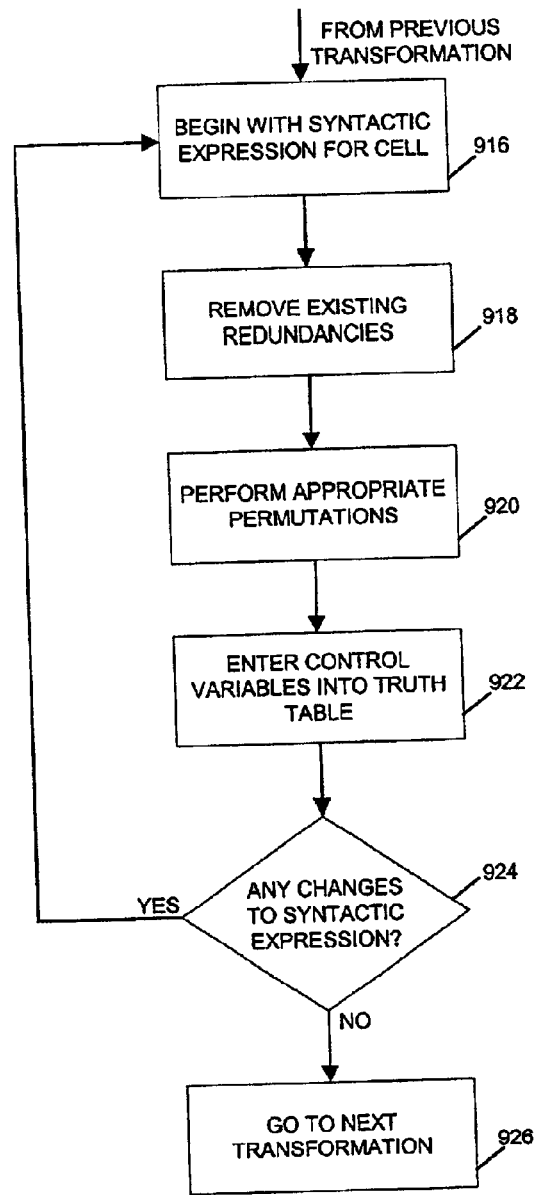 FROM PREVIOUS
TRANSFORMATION
BEGIN WITH SYNTACTIC
EXPRESSION FOR CELL
916
REMOVE EXISTING
REDUNDANCIES
918
PERFORM APPROPRIATE
PERMUTATIONS
920
ENTER CONTROL
VARIABLES INTO TRUTH
TABLE
922
ANY CHANGES
TO SYNTACTIC
EXPRESSION?
924
YES
NO
GO TO NEXT
TRANSFORMATION
926